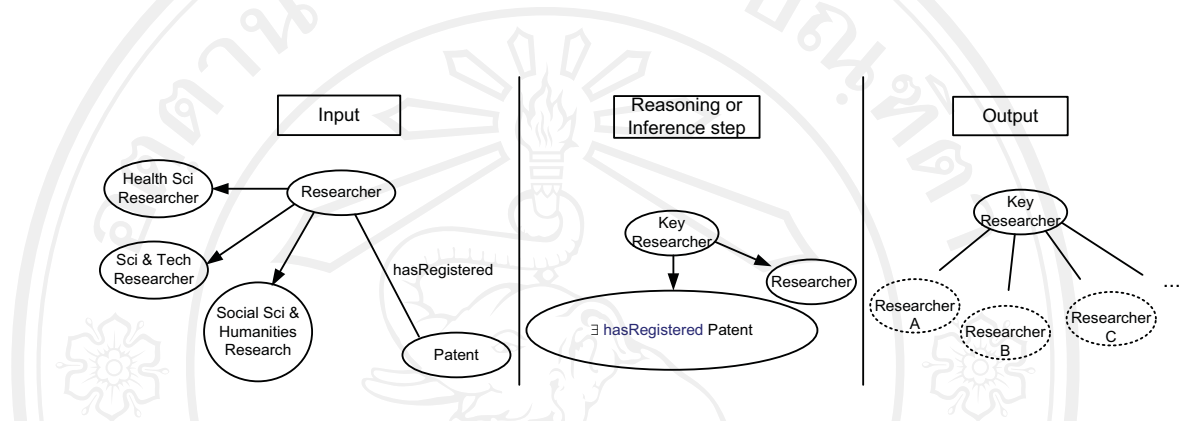 Input
Reasoning or
Inference step
Output
Health Sci
Researcher
Researcher
Sci & Tech
Researcher
hasRegistered
Social Sci &
Humanities
Research
Patent
Key
Researcher
Researcher
∃ hasRegistered Patent
Key
Researcher
Researcher
A
Researcher
B
Researcher
C
...